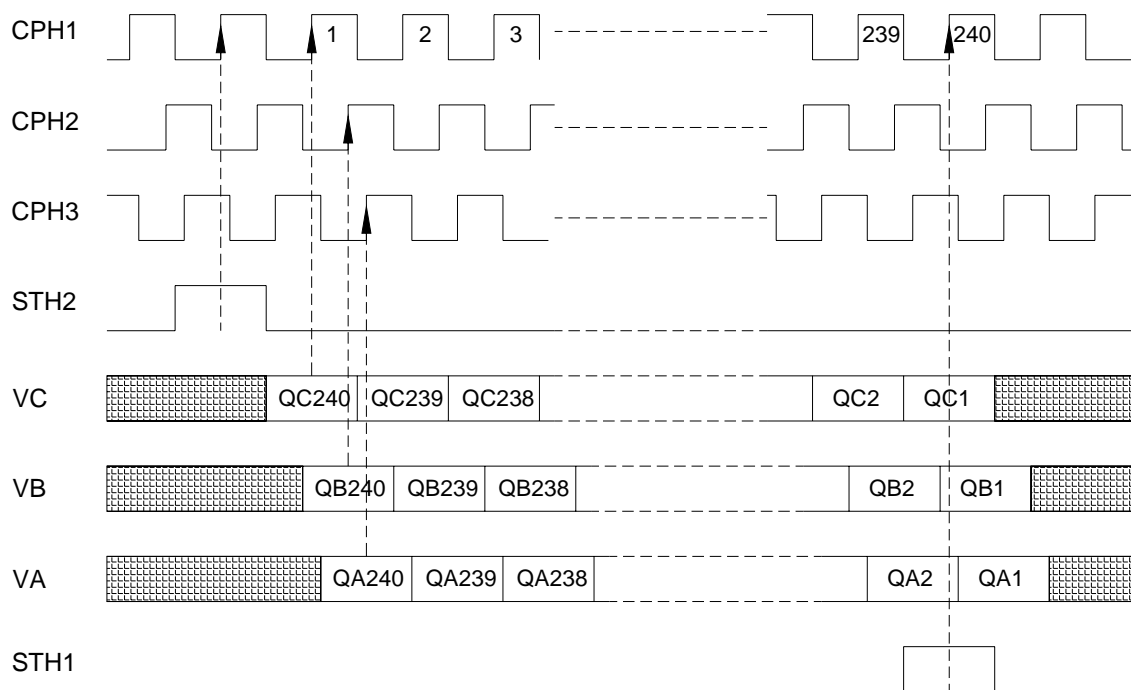 CPH1 1 2 3 239 240
CPH2
CPH3
STH2
VC QC240 QC239 QC238 QC2 QC1
VB QB240 QB239 QB238 QB2 QB1
VA QA240 QA239 QA238 QA2 QA1
STH1